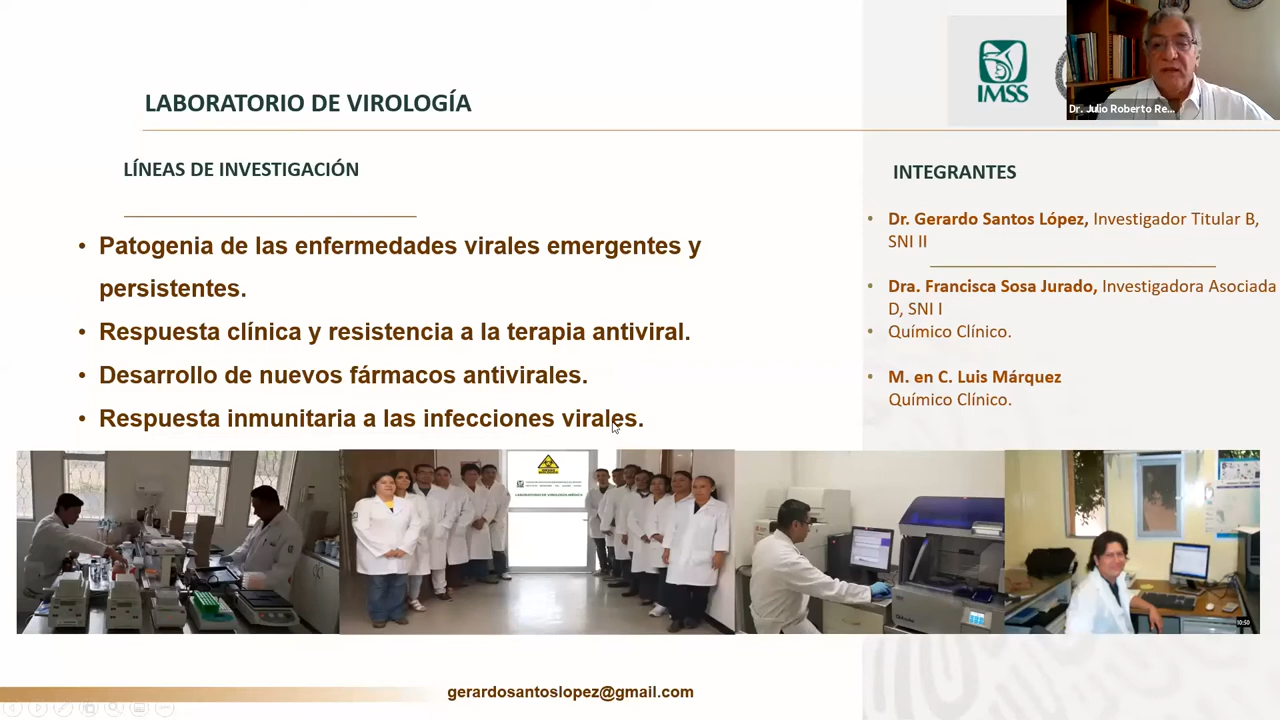 LABORATORIO DE VIROLOGÍA
IMSS
Dr. Julio Roberto Re...
LÍNEAS DE INVESTIGACIÓN
• Patogenia de las enfermedades virales emergentes y
persistentes.
• Respuesta clínica y resistencia a la terapia antiviral.
• Desarrollo de nuevos fármacos antivirales.
• Respuesta inmunitaria a las infecciones virales.
INTEGRANTES
• Dr. Gerardo Santos López, Investigador Titular B,
SNI II
• Dra. Francisca Sosa Jurado, Investigadora Asociada
D, SNI I
• Químico Clínico.
• M. en C. Luis Márquez
Químico Clínico.
LABORATORIO DE VIROLOGÍA MÉDICA
10:50
gerardosantoslopez@gmail.com